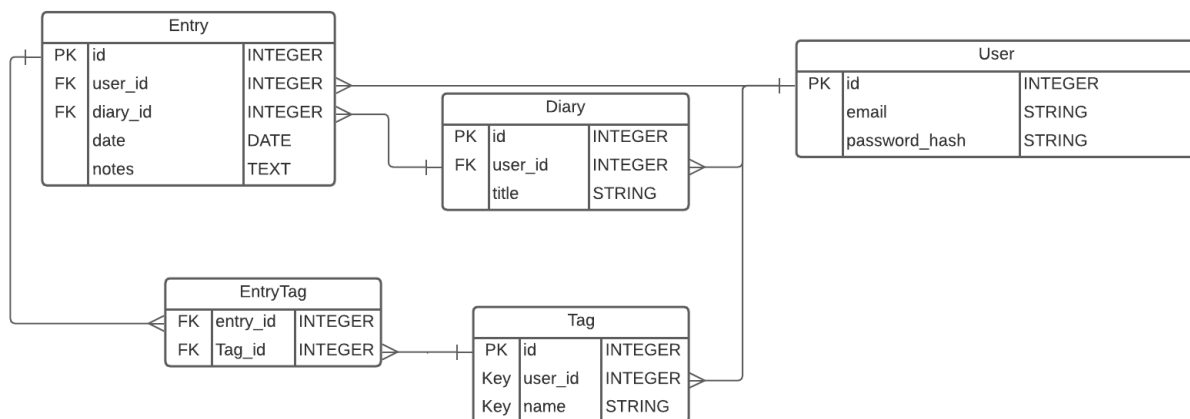 Entry
PK id INTEGER
FK user_id INTEGER
FK diary_id INTEGER
date DATE
notes TEXT
User
PK id INTEGER
email STRING
password_hash STRING
Diary
PK id INTEGER
FK user_id INTEGER
title STRING
EntryTag
FK entry_id INTEGER
FK Tag_id INTEGER
Tag
PK id INTEGER
Key user_id INTEGER
Key name STRING